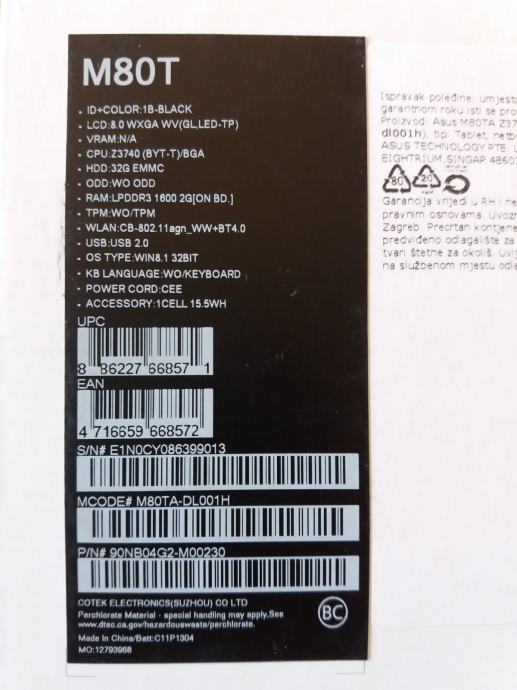 M80T
• ID+COLOR:1B-BLACK
• LCD:8.0 WXGA WV(GL,LED-TP)
• VRAM:N/A
• CPU:Z3740 (BYT-T)/BGA
• HDD:32G EMMC
• ODD:WO ODD
• RAM:LPDDR3 1600 2G[ON BD.]
• TPM:WO/TPM
• WLAN:CB-802.11agn_WW+BT4.0
• USB:USB 2.0
• OS TYPE:WIN8.1 32BIT
• KB LANGUAGE:WO/KEYBOARD
• POWER CORD:CEE
• ACCESSORY:1CELL 15.5WH
UPC
8 86227 66857 1
EAN
4 716659 668572
S/N# E1N0CY086399013
MCODE# M80TA-DL001H
P/N# 90NB04G2-M00230
COTEK ELECTRONICS(SUZHOU) CO LTD
Perchlorate Material - special handling may apply.See
www.dtsc.ca.gov/hazardouswaste/perchlorate.
Made In China/Batt:C11P1304
MO:12793968
BC
Ispravak poleđine: umjesto
garantnom roku isti se pro
Proizvod: Asus M80TA Z37
dl001h), tip: Tablet, netb
ASUS TECHNOLOGY PTE. L
EIGHTRIUM, SINGAP 48601
80 20
Garancija vrijedi u RH i ne
pravnim osnovama. Uvozn
Zagreb. Precrtan kontjene
predviđeno odlagalište za
tvari štetne za okoliš. Uvij
na službenom mjestu odla